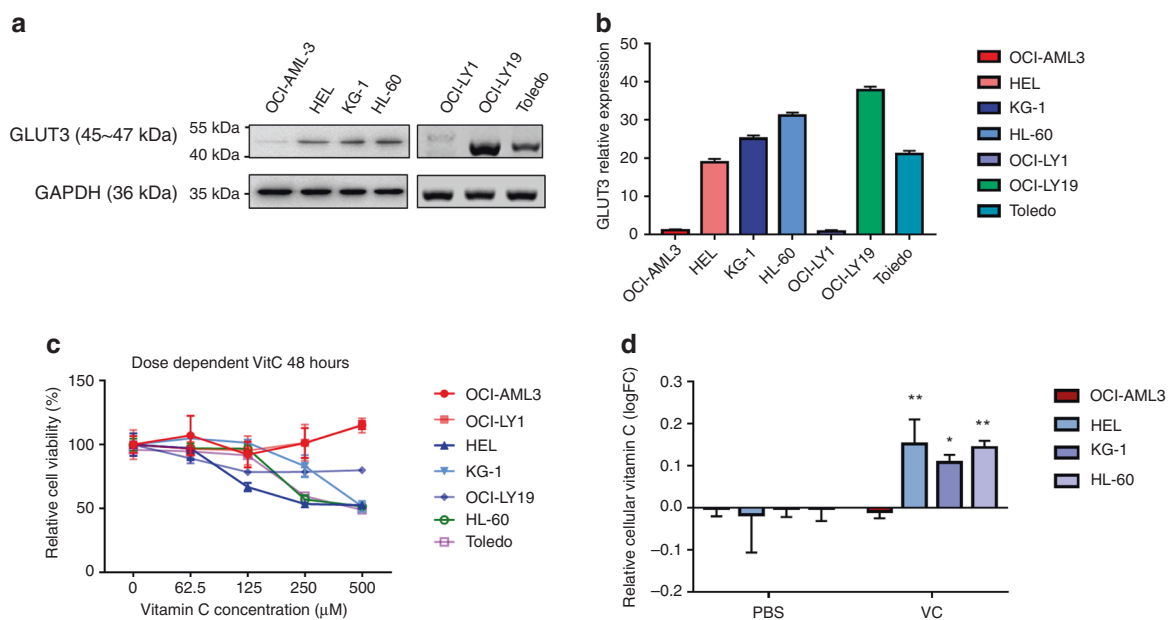 a
OCI-AML-3
HEL
KG-1
HL-60
OCI-LY1
OCI-LY19
Toledo
GLUT3 (45~47 kDa)
55 kDa
40 kDa
GAPDH (36 kDa)
35 kDa
b
GLUT3 relative expression
50
40
30
20
10
0
OCI-AML3
HEL
KG-1
HL-60
OCI-LY1
OCI-LY19
Toledo
OCI-AML3
HEL
KG-1
HL-60
OCI-LY1
OCI-LY19
Toledo
c
Dose dependent VitC 48 hours
Relative cell viability (%)
150
100
50
0
0 62.5 125 250 500
Vitamin C concentration (μM)
OCI-AML3
OCI-LY1
HEL
KG-1
OCI-LY19
HL-60
Toledo
d
Relative cellular vitamin C (logFC)
0.3
0.2
0.1
0.0
–0.1
–0.2
** * **
PBS VC
OCI-AML3
HEL
KG-1
HL-60